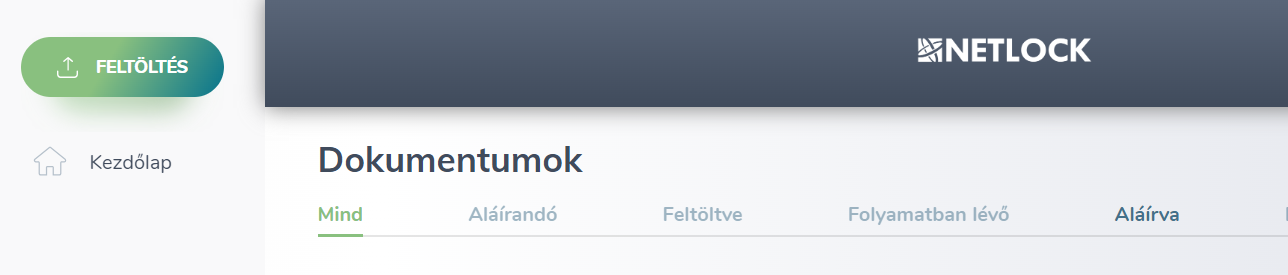 FELTÖLTÉS
NETLOCK
Kezdőlap
Dokumentumok
Mind Aláírandó Feltöltve Folyamatban lévő Aláírva